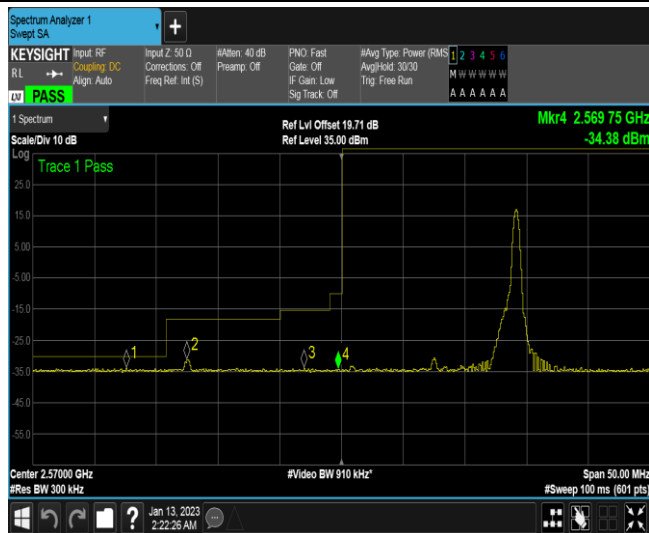 Spectrum Analyzer 1
Swept SA
+
KEYSIGHT
Input: RF
Coupling: DC
Align: Auto
Input Z: 50 Ω
Corrections: Off
Freq Ref: Int (S)
#Atten: 40 dB
Preamp: Off
PNO: Fast
Gate: Off
IF Gain: Low
Sig Track: Off
#Avg Type: Power (RMS
Avg|Hold: 30/30
Trig: Free Run
1 2 3 4 5 6
M W W W W W
A A A A A A
R L
LXI PASS
1 Spectrum
Scale/Div 10 dB
Ref Lvl Offset 19.71 dB
Ref Level 35.00 dBm
Mkr4 2.569 75 GHz
-34.38 dBm
Log
Trace 1 Pass
25.0
15.0
5.00
-5.00
-15.0
-25.0
-35.0
-45.0
-55.0
1
2
3
4
Center 2.57000 GHz
#Video BW 910 kHz*
Span 50.00 MHz
#Res BW 300 kHz
#Sweep 100 ms (601 pts)
?
Jan 13, 2023
2:22:26 AM